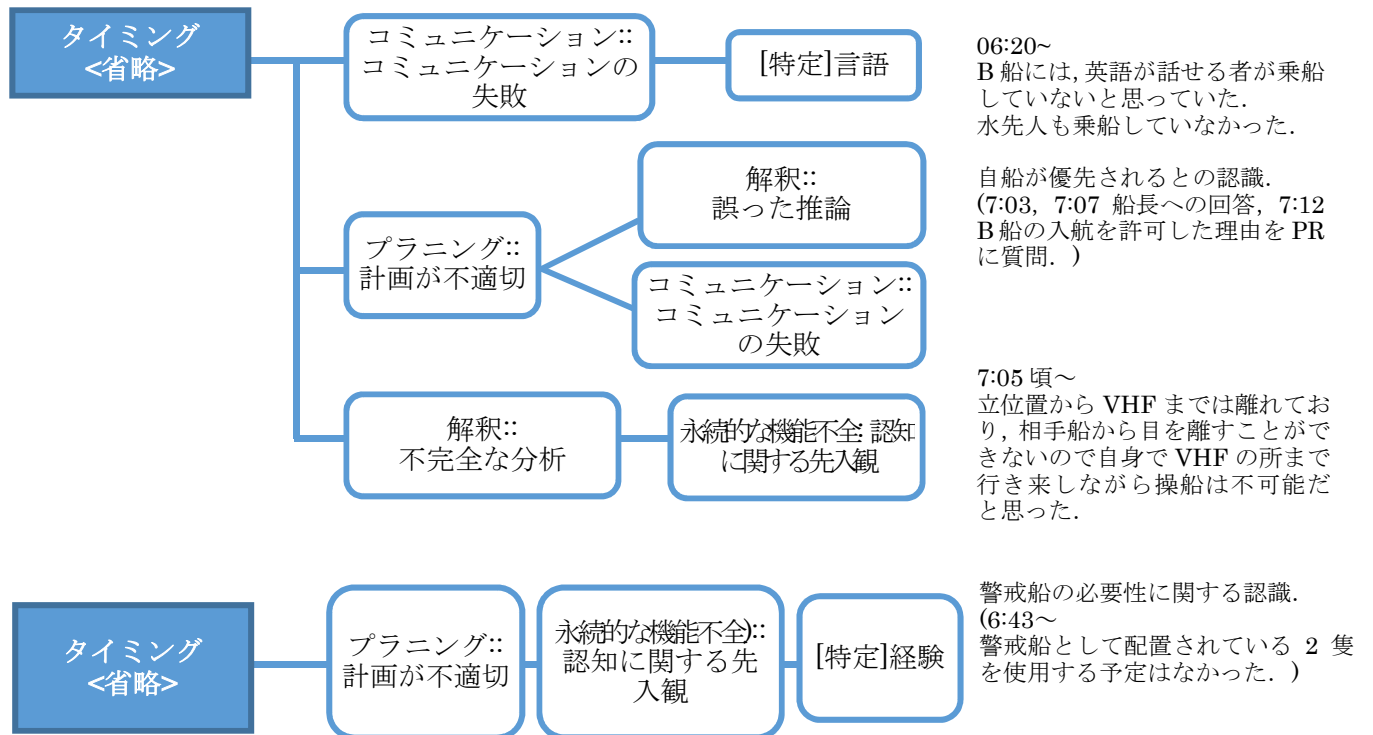 タイミング
<省略>
コミュニケーション::
コミュニケーションの
失敗
[特定]言語
06:20~
B 船には, 英語が話せる者が乗船
していないと思っていた.
水先人も乗船していなかった.
プラニング::
計画が不適切
解釈::
誤った推論
コミュニケーション::
コミュニケーション
の失敗
自船が優先されるとの認識.
(7:03, 7:07 船長への回答, 7:12
B 船の入航を許可した理由を PR
に質問. )
解釈::
不完全な分析
永続的な機能不全: 認知
に関する先入観
7:05 頃~
立位置から VHF までは離れてお
り, 相手船から目を離すことがで
きないので自身で VHF の所まで
行き来しながら操船は不可能だ
と思った.
タイミング
<省略>
プラニング::
計画が不適切
永続的な機能不全)::
認知に関する先
入観
[特定]経験
警戒船の必要性に関する認識.
(6:43~
警戒船として配置されている 2 隻
を使用する予定はなかった. )